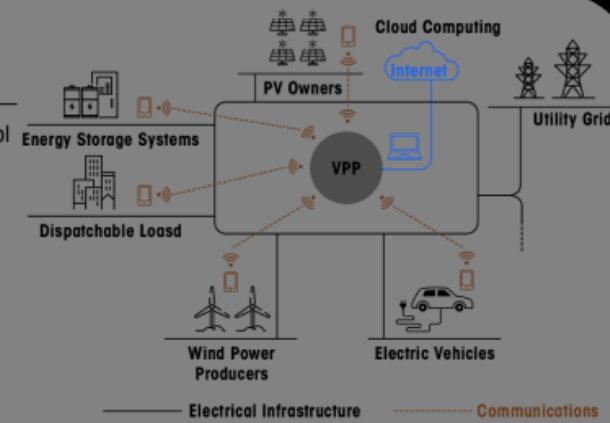 Cloud Computing
Internet
PV Owners
Utility Grid
ol
Energy Storage Systems
VPP
Dispatchable Loasd
Wind Power
Producers
Electric Vehicles
Electrical Infrastructure
Communications